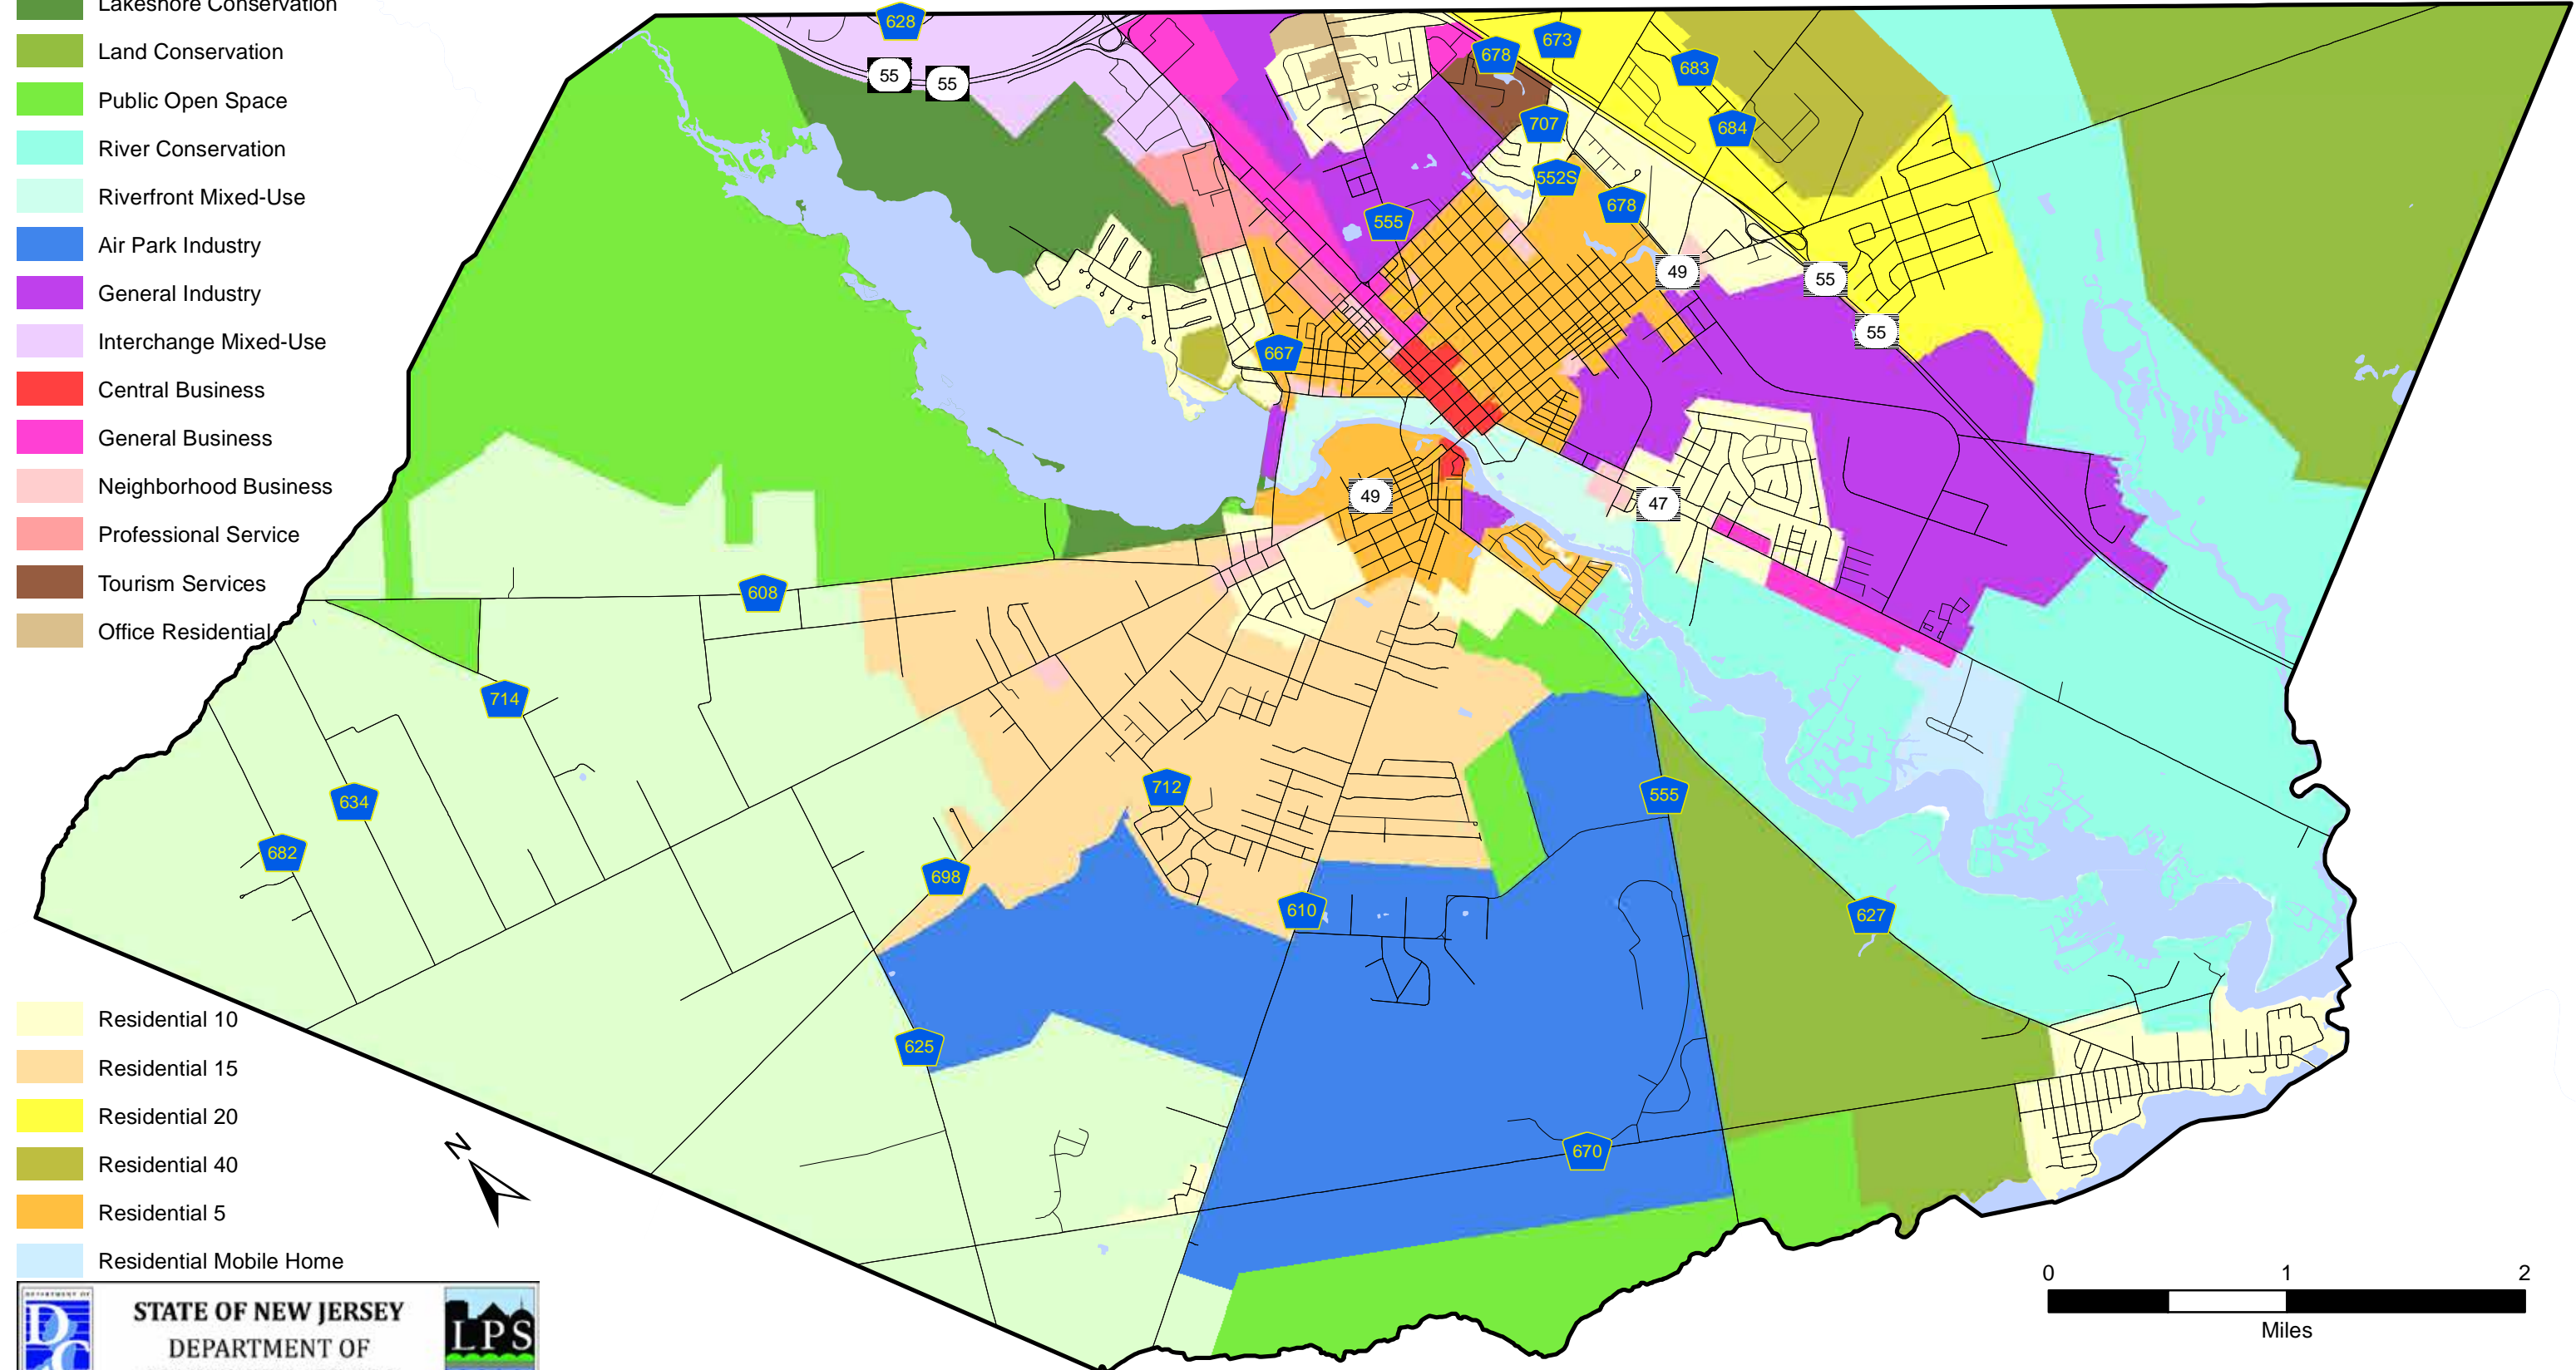 Lakeshore Conservation
Land Conservation
Public Open Space
River Conservation
Riverfront Mixed-Use
Air Park Industry
General Industry
Interchange Mixed-Use
Central Business
General Business
Neighborhood Business
Professional Service
Tourism Services
Office Residential
Residential 10
Residential 15
Residential 20
Residential 40
Residential 5
Residential Mobile Home
STATE OF NEW JERSEY
DEPARTMENT OF
LPS
N
628
55
55
678
673
683
684
707
552S
678
555
49
55
55
667
49
47
608
714
634
682
712
698
610
555
627
625
670
0 1 2
Miles